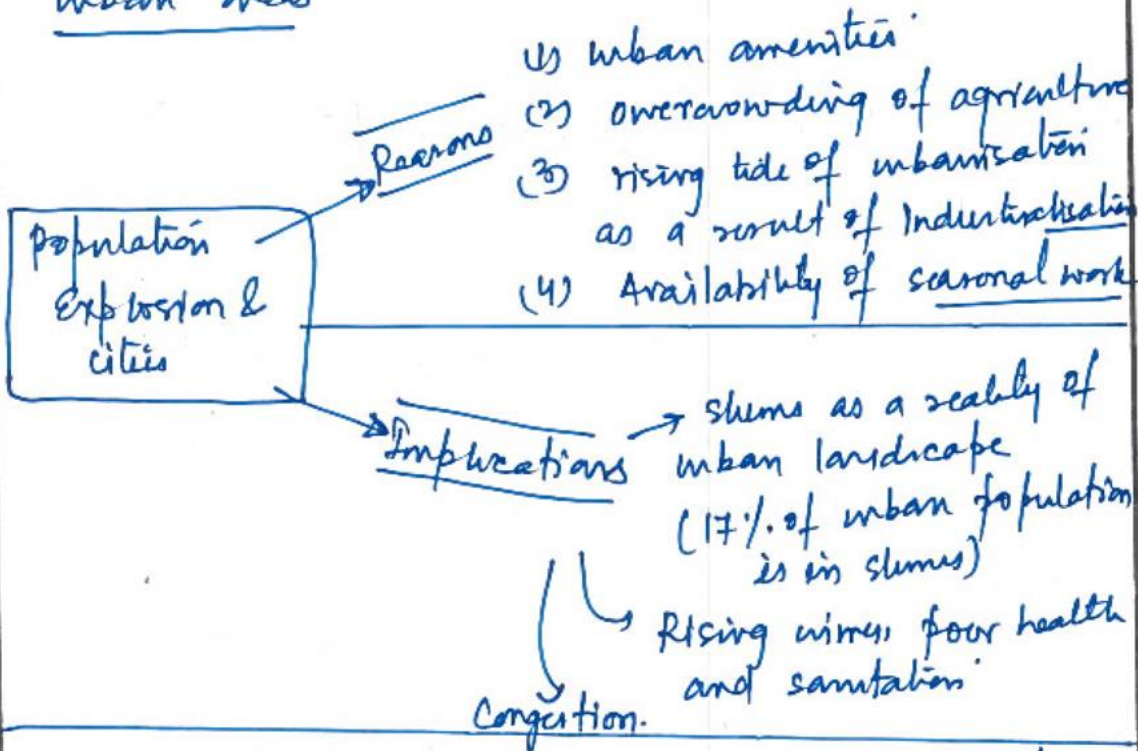 urban areas
Reasons
(1) urban amenities
(2) overcrowding of agriculture
(3) rising tide of urbanisation
as a result of Industrialisation
(4) Availability of seasonal work
Population
Explosion &
cities
Implications
→ slums as a reality of
urban landscape
(17% of urban population
is in slums)
Rising crimes, poor health
and sanitation
Congestion.